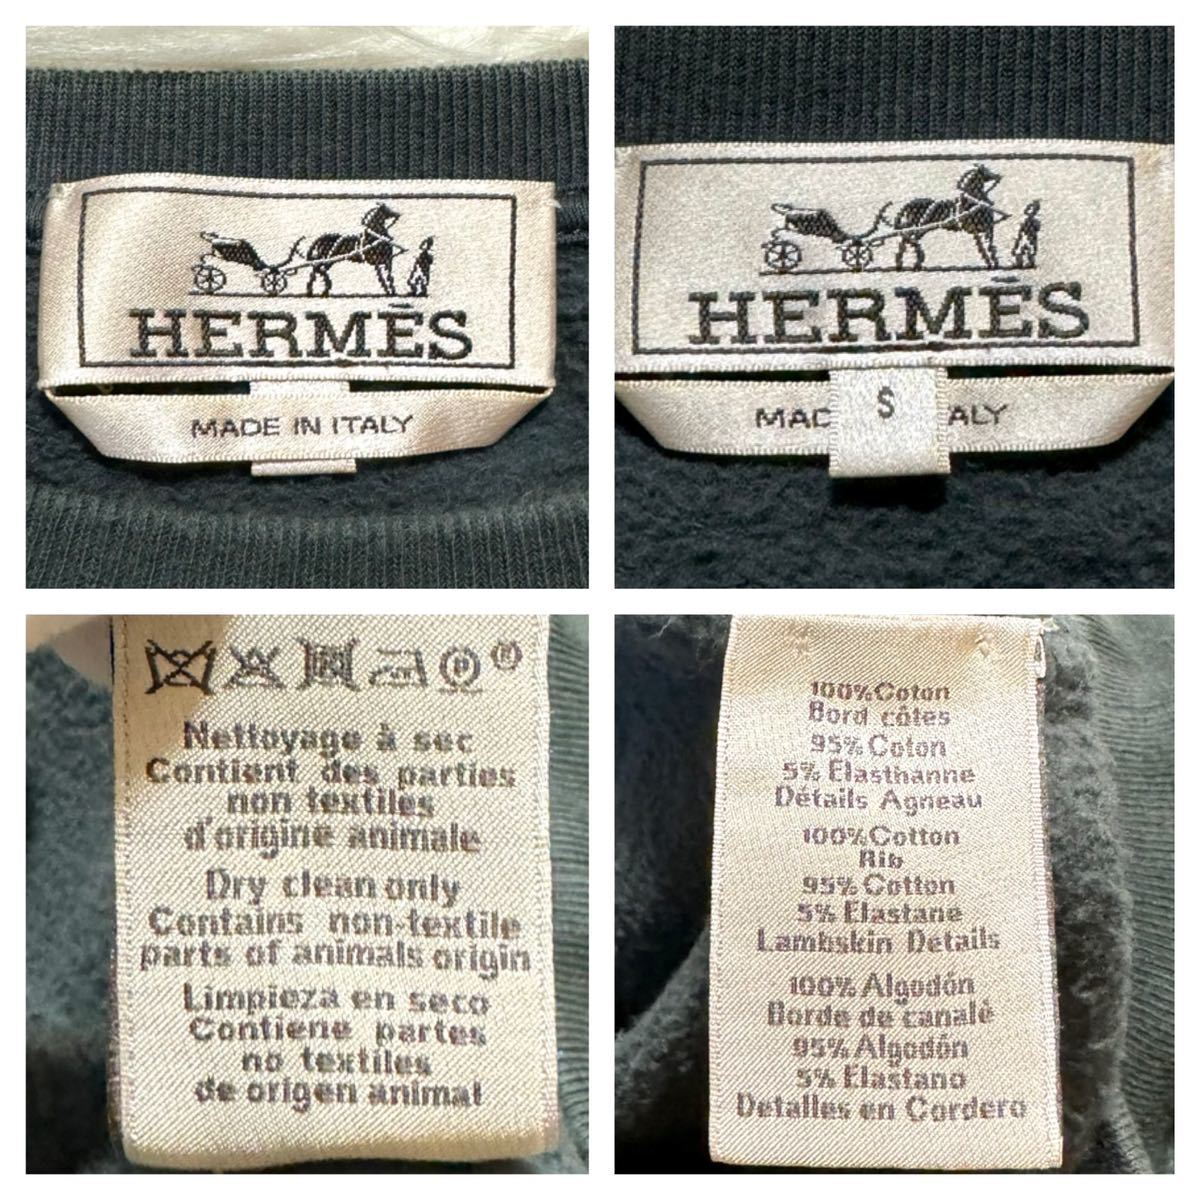 HERMĒS
MADE IN ITALY
HERMÈS
S
MAD ALY
P
Nettoyage à sec
Contient des parties
non textiles
d'origine animale
Dry clean only
Contains non-textile
parts of animals origin
Limpieza en seco
Contiene partes
no textiles
de origen animal
100%Coton
Bord côtes
95% Coton
5% Elasthanne
Détails Agneau
100%Cotton
Rib
95% Cotton
5% Elastane
Lambskin Details
100% Algodón
Borde de canalé
95% Algodón
5% Elastano
Detalles en Cordero